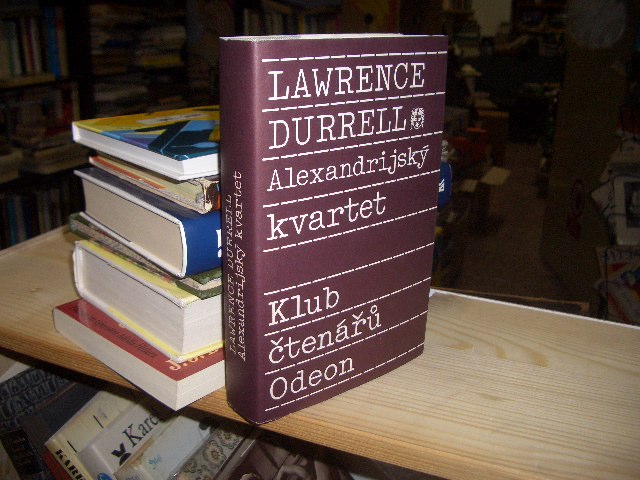 LAWRENCE
DURRELL
Alexandrijský
kvartet
Klub
čtenářů
Odeon
LAWRENCE DURRELL
Alexandrijský kvartet